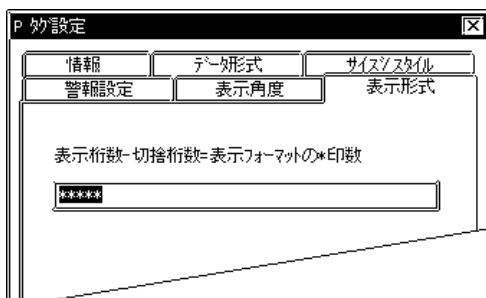 P ﾀｸﾞ設定
情報 ﾃﾞｰﾀ形式 ｻｲｽﾞ/ｽﾀｲﾙ
警報設定 表示角度 表示形式
表示桁数-切捨桁数=表示ﾌｫｰﾏｯﾄの*印数
*****